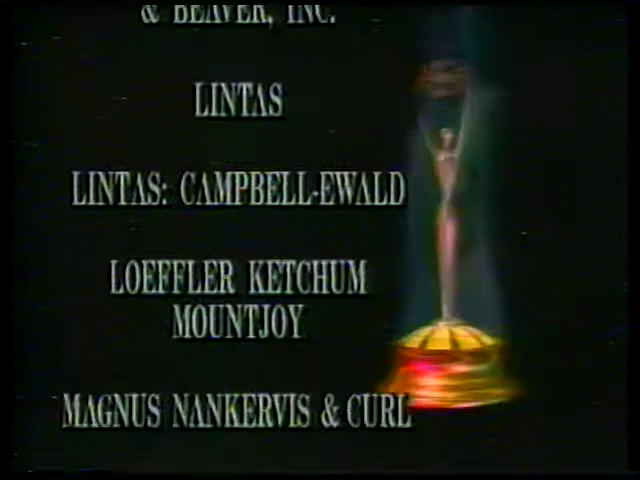 & BEAVER, INC.
LINTAS
LINTAS: CAMPBELL-EWALD
LOEFFLER KETCHUM
MOUNTJOY
MAGNUS NANKERVIS & CURL